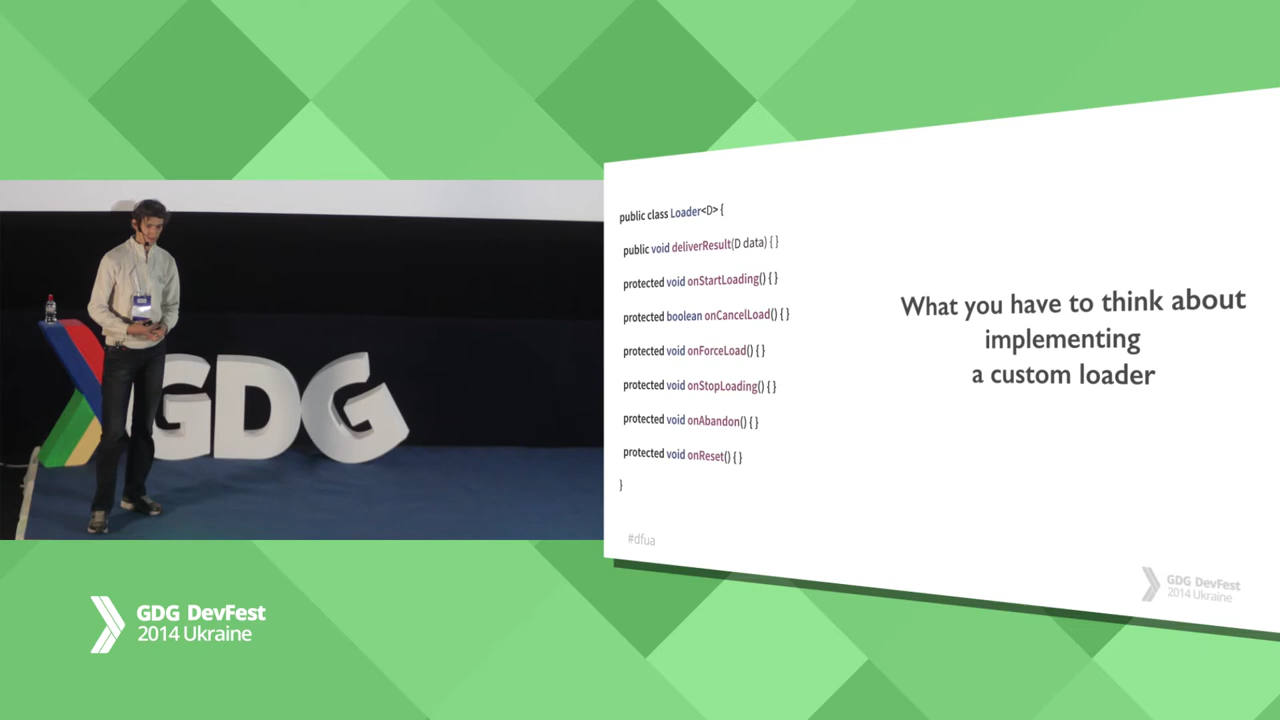 GDG
public class Loader<D> {
public void deliverResult(D data) { }
protected void onStartLoading() { }
protected boolean onCancelLoad() { }
protected void onForceLoad() { }
protected void onStopLoading() { }
protected void onAbandon() { }
protected void onReset() { }
}
What you have to think about
implementing
a custom loader
#dfua
GDG DevFest
2014 Ukraine
GDG DevFest
2014 Ukraine